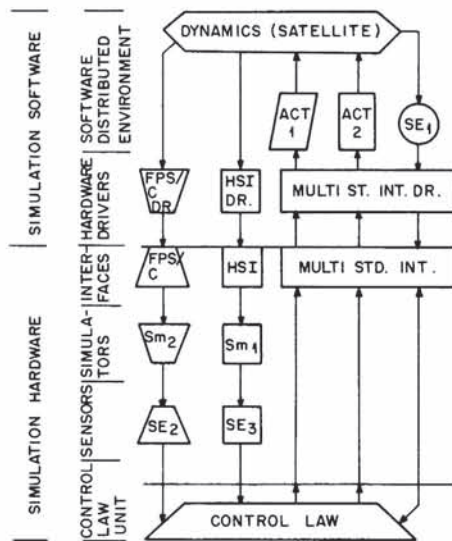 SIMULATION SOFTWARE
SIMULATION HARDWARE
SOFTWARE
DISTRIBUTED
ENVIRONMENT
HARDWARE
DRIVERS
INTER-
FACES
SIMULA-
TORS
SENSORS
CONTROL
LAW
UNIT
DYNAMICS (SATELLITE)
ACT
1
ACT
2
SE1
FPS/
C
DR.
HSI
DR.
MULTI ST. INT. DR.
FPS/
C
HSI
MULTI STD. INT.
Sm2
Sm1
SE2
SE3
CONTROL LAW